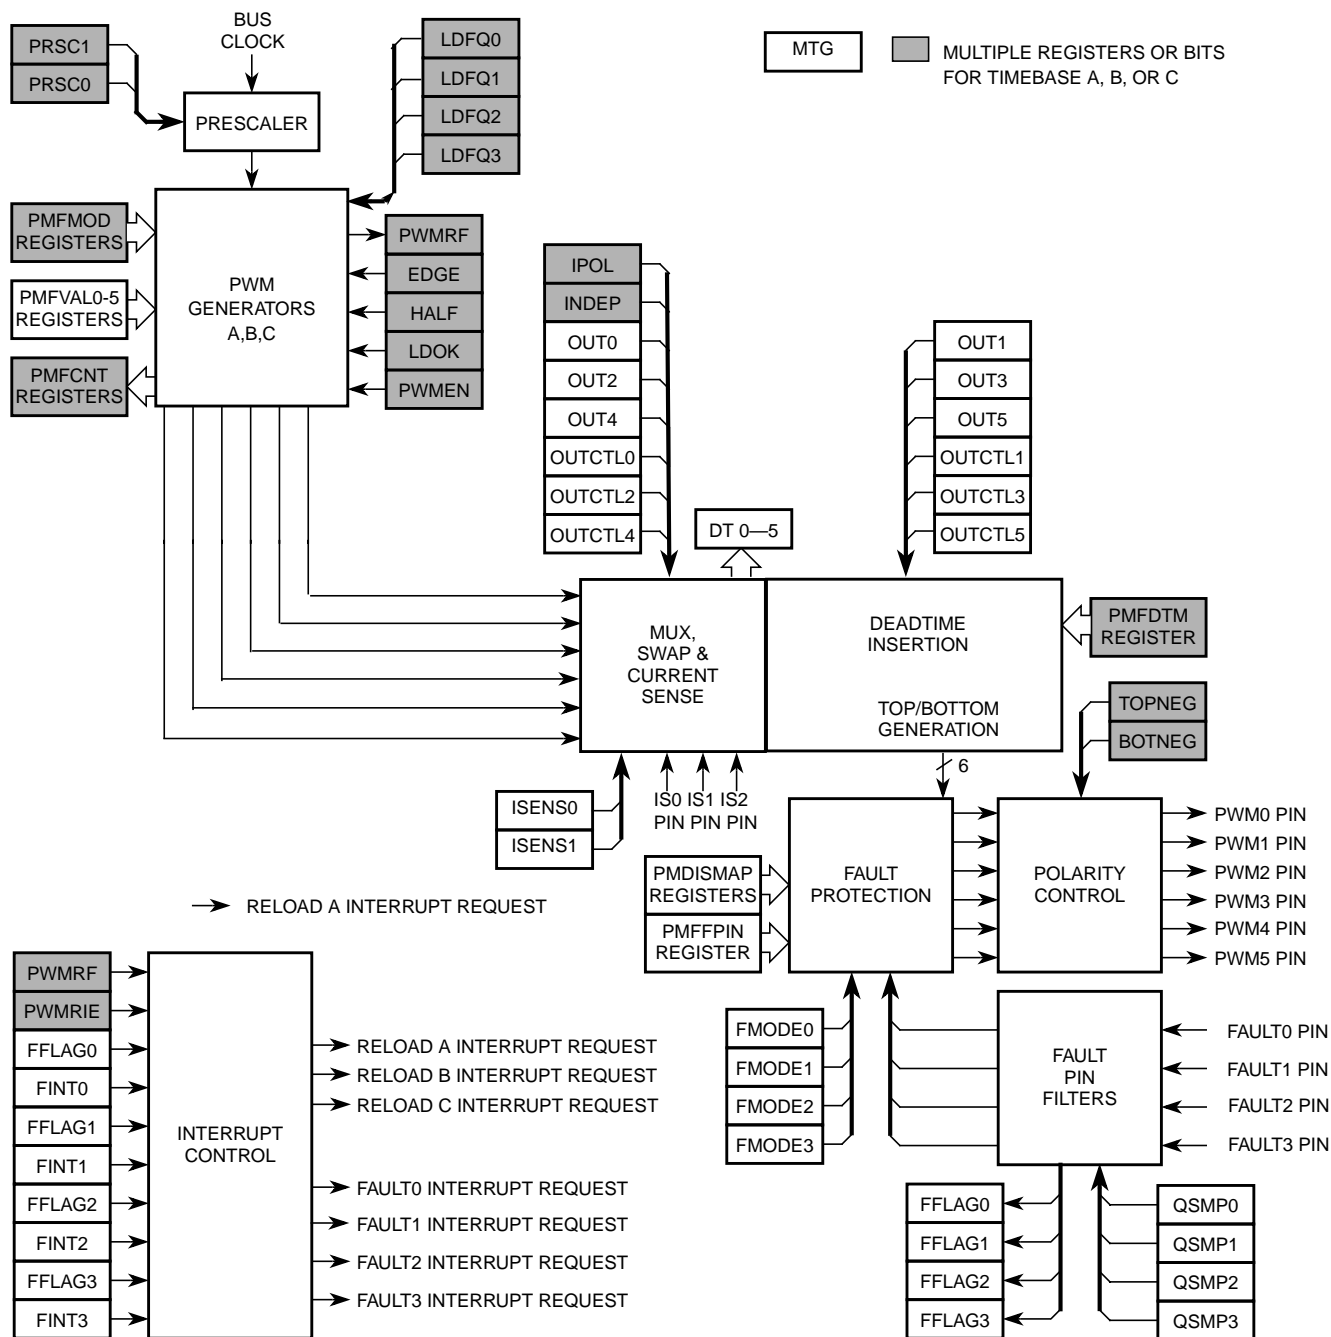 PRSC1
PRSC0
BUS
CLOCK
PRESCALER
LDFQ0
LDFQ1
LDFQ2
LDFQ3
MTG
MULTIPLE REGISTERS OR BITS
FOR TIMEBASE A, B, OR C
PMFMOD
REGISTERS
PMFVAL0-5
REGISTERS
PMFCNT
REGISTERS
PWM
GENERATORS
A,B,C
PWMRF
EDGE
HALF
LDOK
PWMEN
IPOL
INDEP
OUT0
OUT2
OUT4
OUTCTL0
OUTCTL2
OUTCTL4
DT 0—5
OUT1
OUT3
OUT5
OUTCTL1
OUTCTL3
OUTCTL5
MUX,
SWAP &
CURRENT
SENSE
DEADTIME
INSERTION
TOP/BOTTOM
GENERATION
PMFDTM
REGISTER
TOPNEG
BOTNEG
6
ISENS0
ISENS1
IS0 IS1 IS2
PIN PIN PIN
PMDISMAP
REGISTERS
PMFFPIN
REGISTER
FAULT
PROTECTION
POLARITY
CONTROL
PWM0 PIN
PWM1 PIN
PWM2 PIN
PWM3 PIN
PWM4 PIN
PWM5 PIN
RELOAD A INTERRUPT REQUEST
PWMRF
PWMRIE
FFLAG0
FINT0
FFLAG1
FINT1
FFLAG2
FINT2
FFLAG3
FINT3
INTERRUPT
CONTROL
RELOAD A INTERRUPT REQUEST
RELOAD B INTERRUPT REQUEST
RELOAD C INTERRUPT REQUEST
FAULT0 INTERRUPT REQUEST
FAULT1 INTERRUPT REQUEST
FAULT2 INTERRUPT REQUEST
FAULT3 INTERRUPT REQUEST
FMODE0
FMODE1
FMODE2
FMODE3
FAULT
PIN
FILTERS
FAULT0 PIN
FAULT1 PIN
FAULT2 PIN
FAULT3 PIN
FFLAG0
FFLAG1
FFLAG2
FFLAG3
QSMP0
QSMP1
QSMP2
QSMP3